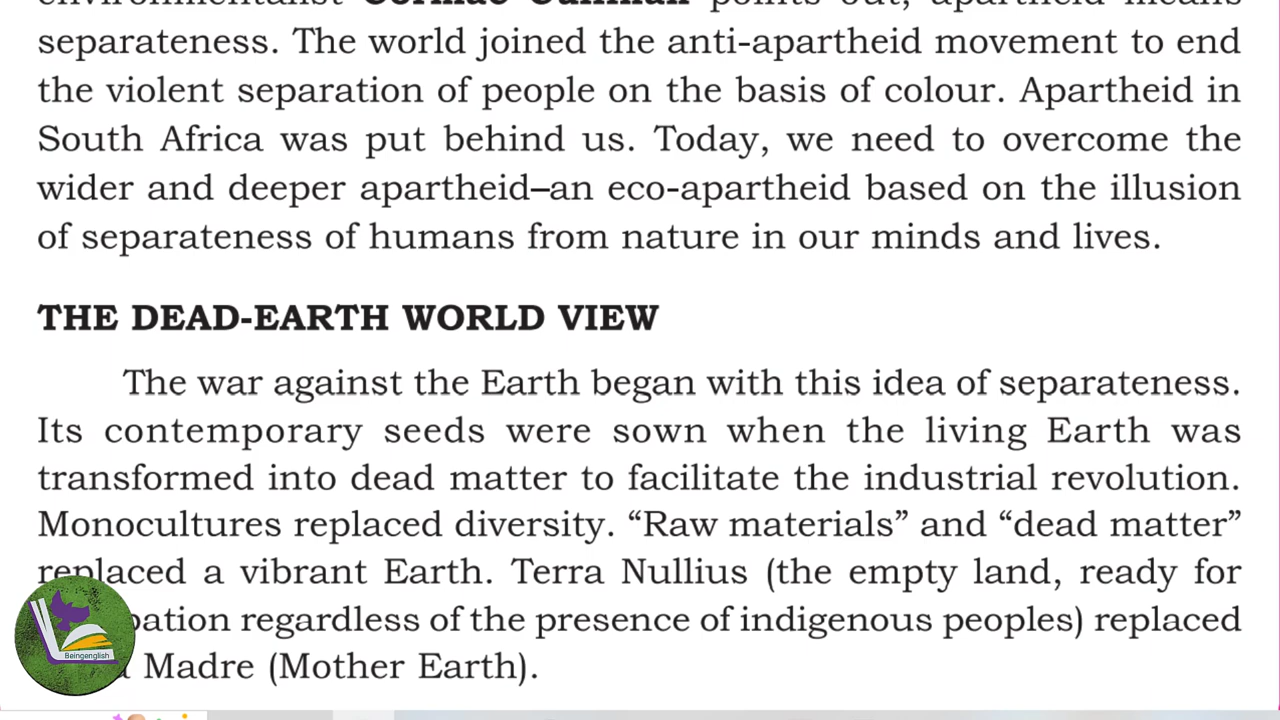 separateness. The world joined the anti-apartheid movement to end
the violent separation of people on the basis of colour. Apartheid in
South Africa was put behind us. Today, we need to overcome the
wider and deeper apartheid–an eco-apartheid based on the illusion
of separateness of humans from nature in our minds and lives.
THE DEAD-EARTH WORLD VIEW
The war against the Earth began with this idea of separateness.
Its contemporary seeds were sown when the living Earth was
transformed into dead matter to facilitate the industrial revolution.
Monocultures replaced diversity. “Raw materials” and “dead matter”
replaced a vibrant Earth. Terra Nullius (the empty land, ready for
regardless of the presence of indigenous peoples) replaced
Madre (Mother Earth).
Beingenglish